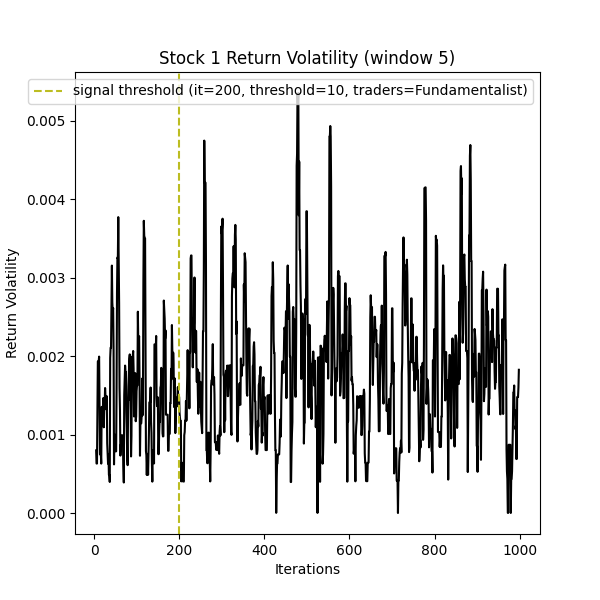 Stock 1 Return Volatility (window 5)
signal threshold (it=200, threshold=10, traders=Fundamentalist)
0.005
0.004
0.003
0.002
0.001
0.000
Return Volatility
0 200 400 600 800 1000
Iterations